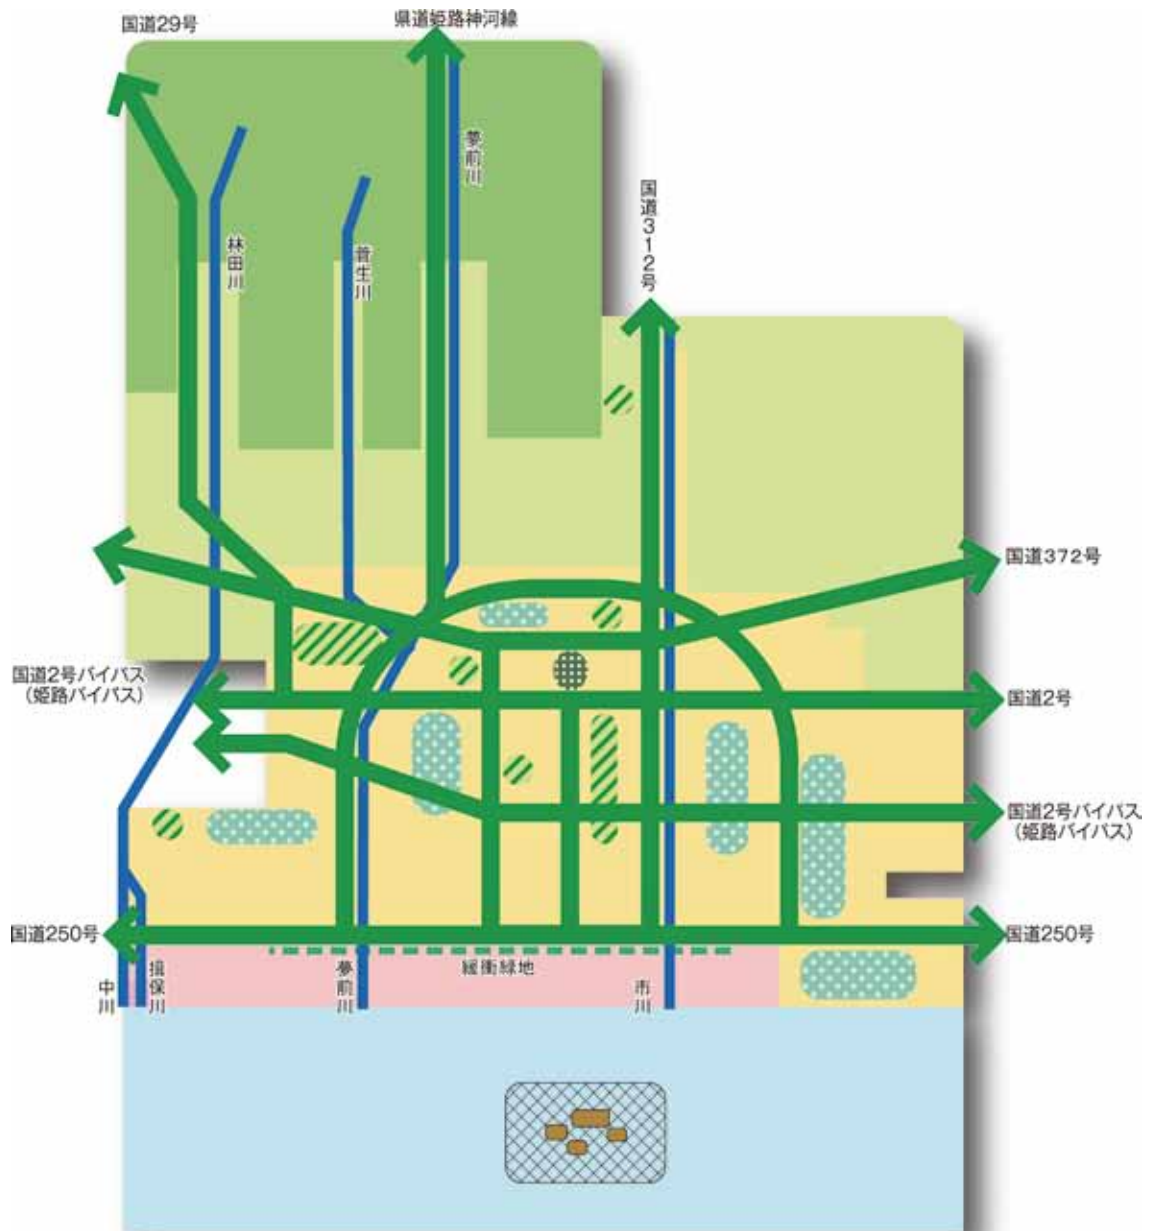 国道29号
県道姫路神河線
夢前川
国道312号
林田川
菅生川
国道372号
国道2号バイパス
(姫路バイパス)
国道2号
国道2号バイパス
(姫路バイパス)
国道250号
国道250号
緩衝緑地
中川
揖保川
夢前川
市川